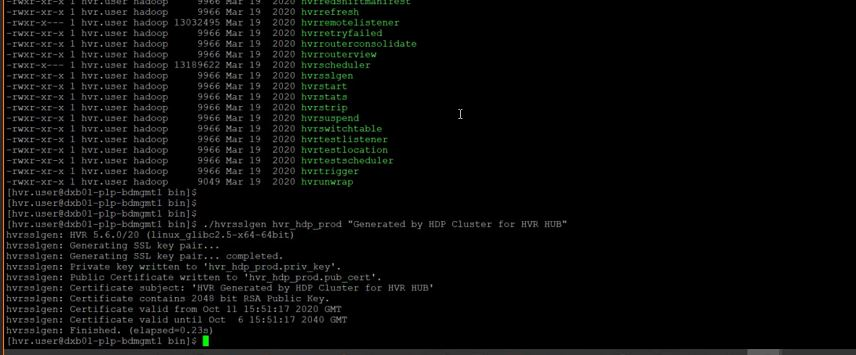 -rwxr-xr-x 1 hvr.user hadoop 9966 Mar 19 2020 hvrredshiftmanifest
-rwxr-xr-x 1 hvr.user hadoop 9966 Mar 19 2020 hvrrefresh
-rwxr-x--- 1 hvr.user hadoop 13032495 Mar 19 2020 hvrremotelistener
-rwxr-xr-x 1 hvr.user hadoop 9966 Mar 19 2020 hvrretryfailed
-rwxr-xr-x 1 hvr.user hadoop 9966 Mar 19 2020 hvrrouterconsolidate
-rwxr-xr-x 1 hvr.user hadoop 9966 Mar 19 2020 hvrrouterview
-rwxr-x--- 1 hvr.user hadoop 13189622 Mar 19 2020 hvrscheduler
-rwxr-xr-x 1 hvr.user hadoop 9966 Mar 19 2020 hvrsslgen
-rwxr-xr-x 1 hvr.user hadoop 9966 Mar 19 2020 hvrstart
-rwxr-xr-x 1 hvr.user hadoop 9966 Mar 19 2020 hvrstats
-rwxr-xr-x 1 hvr.user hadoop 9966 Mar 19 2020 hvrstrip
-rwxr-xr-x 1 hvr.user hadoop 9966 Mar 19 2020 hvrsuspend
-rwxr-xr-x 1 hvr.user hadoop 9966 Mar 19 2020 hvrswitchtable
-rwxr-xr-x 1 hvr.user hadoop 9966 Mar 19 2020 hvrtestlistener
-rwxr-xr-x 1 hvr.user hadoop 9966 Mar 19 2020 hvrtestlocation
-rwxr-xr-x 1 hvr.user hadoop 9966 Mar 19 2020 hvrtestscheduler
-rwxr-xr-x 1 hvr.user hadoop 9966 Mar 19 2020 hvrtrigger
-rwxr-xr-x 1 hvr.user hadoop 9049 Mar 19 2020 hvrunwrap
[hvr.user@dxb01-plp-bdmgmt1 bin]$
[hvr.user@dxb01-plp-bdmgmt1 bin]$
[hvr.user@dxb01-plp-bdmgmt1 bin]$
[hvr.user@dxb01-plp-bdmgmt1 bin]$ ./hvrsslgen hvr_hdp_prod "Generated by HDP Cluster for HVR HUB"
hvrsslgen: HVR 5.6.0/20 (linux_glibc2.5-x64-64bit)
hvrsslgen: Generating SSL key pair...
hvrsslgen: Generating SSL key pair... completed.
hvrsslgen: Private key written to 'hvr_hdp_prod.priv_key'.
hvrsslgen: Public Certificate written to 'hvr_hdp_prod.pub_cert'.
hvrsslgen: Certificate subject: 'HVR Generated by HDP Cluster for HVR HUB'
hvrsslgen: Certificate contains 2048 bit RSA Public Key.
hvrsslgen: Certificate valid from Oct 11 15:51:17 2020 GMT
hvrsslgen: Certificate valid until Oct  6 15:51:17 2040 GMT
hvrsslgen: Finished. (elapsed=0.23s)
[hvr.user@dxb01-plp-bdmgmt1 bin]$